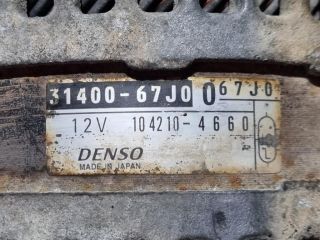 31400-67J0 0 67J0
12V 104210-4660
DENSO
MADE IN JAPAN
L